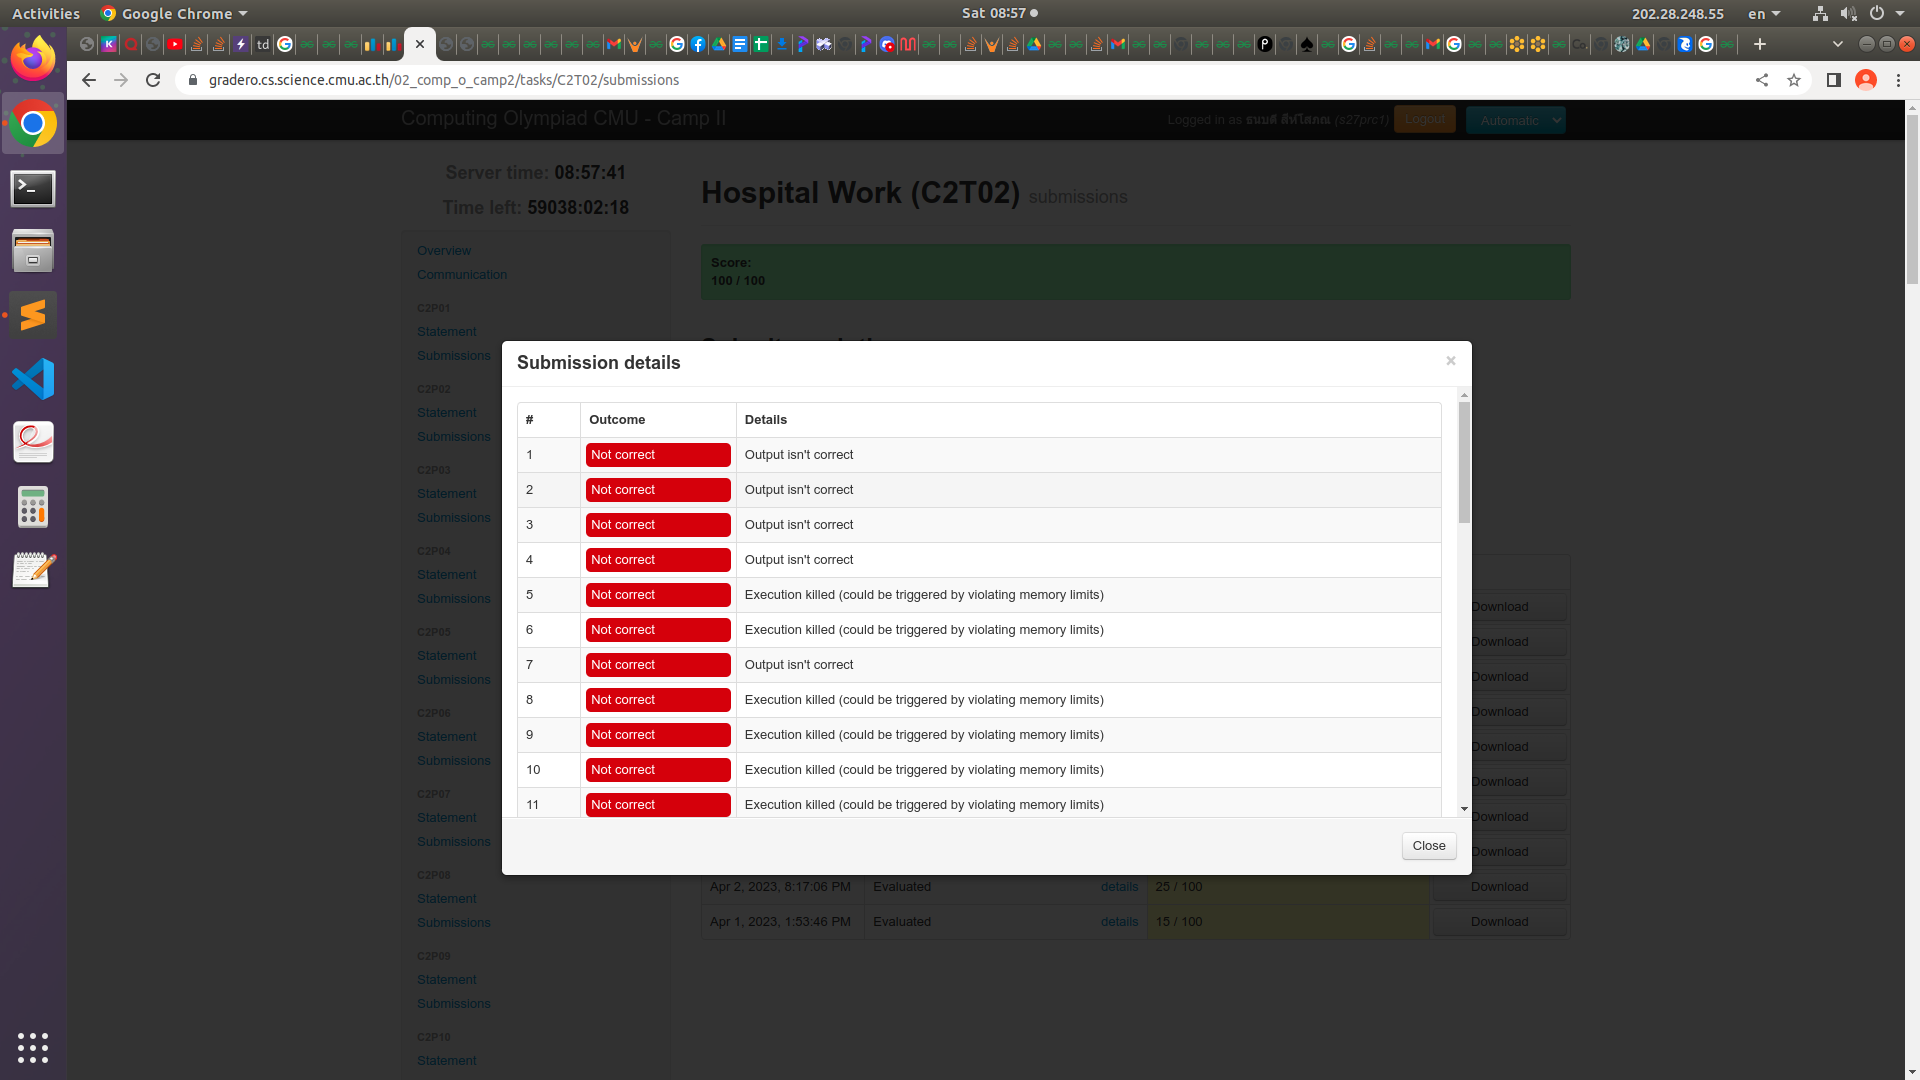 Activities
Google Chrome
Sat 08:57
202.28.248.55
en
gradero.cs.science.cmu.ac.th/02_comp_o_camp2/tasks/C2T02/submissions
Computing Olympiad CMU - Camp II
Logged in as
(s27prc1)
Logout
Automatic
Server time: 08:57:41
Time left: 59038:02:18
Overview
Communication
C2P01
Statement
Submissions
C2P02
Statement
Submissions
C2P03
Statement
Submissions
C2P04
Statement
Submissions
C2P05
Statement
Submissions
C2P06
Statement
Submissions
C2P07
Statement
Submissions
C2P08
Statement
Submissions
C2P09
Statement
Submissions
C2P10
Statement
Hospital Work (C2T02) submissions
Score:
100 / 100
Submission details
×
# Outcome Details
1 Not correct Output isn't correct
2 Not correct Output isn't correct
3 Not correct Output isn't correct
4 Not correct Output isn't correct
5 Not correct Execution killed (could be triggered by violating memory limits)
6 Not correct Execution killed (could be triggered by violating memory limits)
7 Not correct Output isn't correct
8 Not correct Execution killed (could be triggered by violating memory limits)
9 Not correct Execution killed (could be triggered by violating memory limits)
10 Not correct Execution killed (could be triggered by violating memory limits)
11 Not correct Execution killed (could be triggered by violating memory limits)
Close
Download
Download
Download
Download
Download
Download
Download
Download
Apr 2, 2023, 8:17:06 PM Evaluated details 25 / 100 Download
Apr 1, 2023, 1:53:46 PM Evaluated details 15 / 100 Download